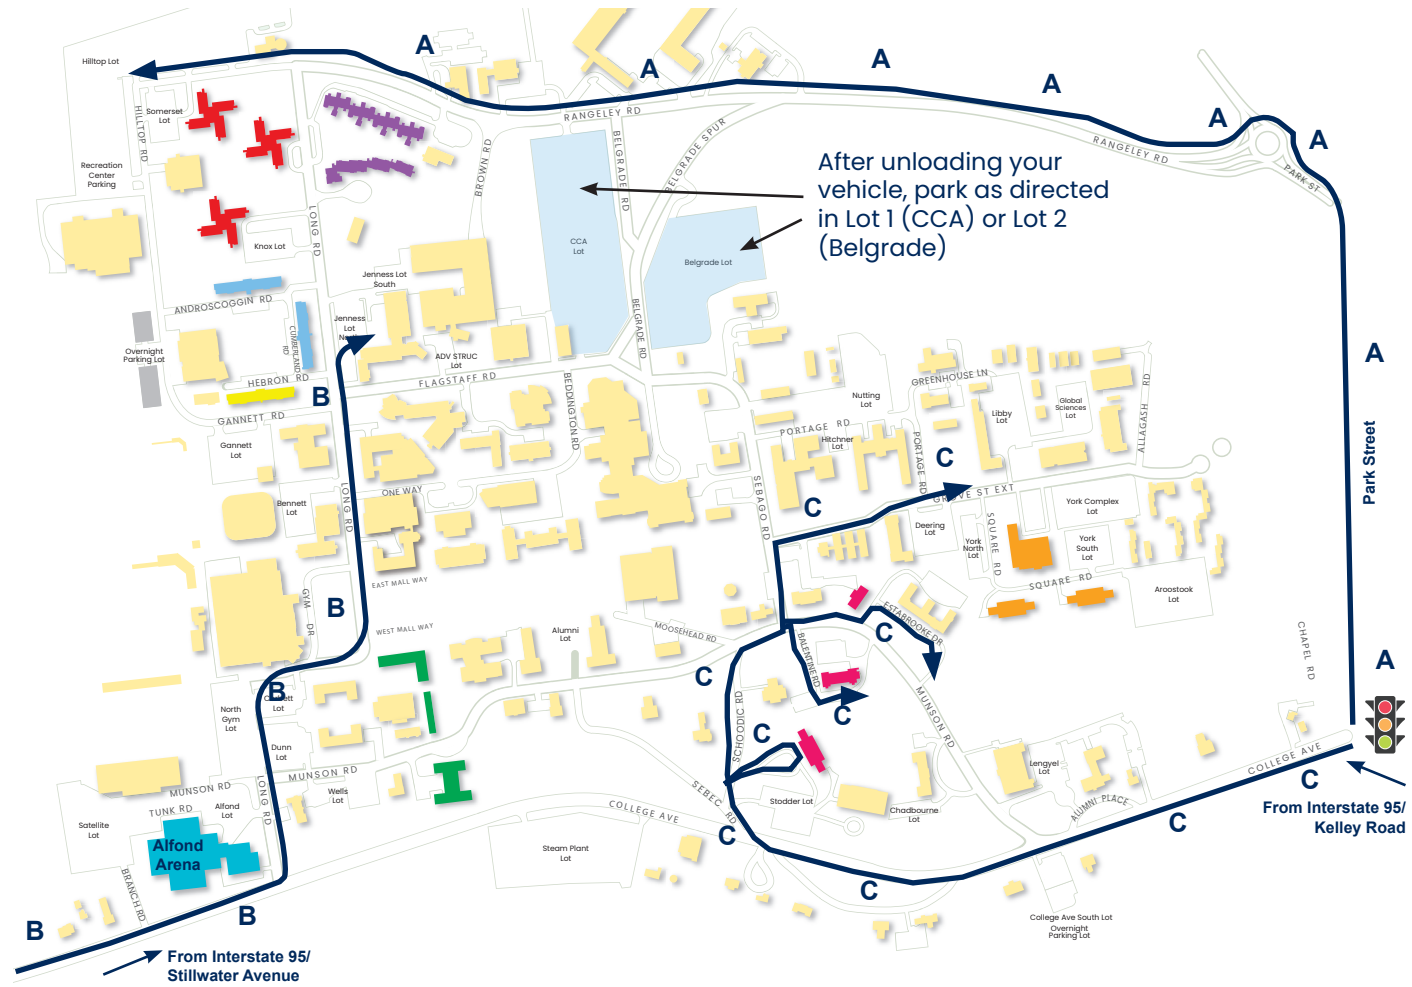 A
Hilltop Lot
A
A
A
Somerset
Lot
HILLTOP RD
RANGELEY RD
A
A
RANGELEY RD
PARK ST
Recreation
Center
Parking
BROWN RD
BELGRADE RD
BELGRADE SPUR
After unloading your
vehicle, park as directed
in Lot 1 (CCA) or Lot 2
(Belgrade)
LONG RD
Knox Lot
CCA
Lot
Belgrade Lot
Jenness Lot
South
ANDROSCOGGIN RD
CUMBERLAND
RD
Jenness
Lot
North
BELGRADE RD
Overnight
Parking Lot
ADV STRUC
Lot
A
HEBRON RD
FLAGSTAFF RD
B
GANNETT RD
BEDDINGTON RD
GREENHOUSE LN
Nutting
Lot
Libby
Lot
Global
Sciences
Lot
ALLAGASH RD
PORTAGE RD
Hitchner
Lot
PORTAGE RD
Gannett
Lot
C
Park Street
ONE WAY
SEBAGO RD
GROVE ST EXT
LONG RD
Bennett
Lot
C
York Complex
Lot
Deering
Lot
York
North
Lot
SQUARE RD
York
South
Lot
EAST MALL WAY
SQUARE RD
Aroostook
Lot
GYM DR
B
WEST MALL WAY
Alumni
Lot
MOOSEHEAD RD
C
ESTABROOKE DR
BALENTINE RD
CHAPEL RD
A
C
B
Corbett
Lot
North
Gym
Lot
SCHOODIC RD
C
MUNSON RD
C
Dunn
Lot
MUNSON RD
Wells
Lot
Lengyel
Lot
COLLEGE AVE
C
MUNSON RD
TUNK RD
Alfond
Lot
LONG RD
SEBEC RD
Stodder Lot
Chadbourne
Lot
ALUMNI PLACE
From Interstate 95/
Kelley Road
Satellite
Lot
COLLEGE AVE
C
C
Alfond
Arena
Steam Plant
Lot
BRANCH RD
C
B
B
College Ave South Lot
Overnight
Parking Lot
From Interstate 95/
Stillwater Avenue